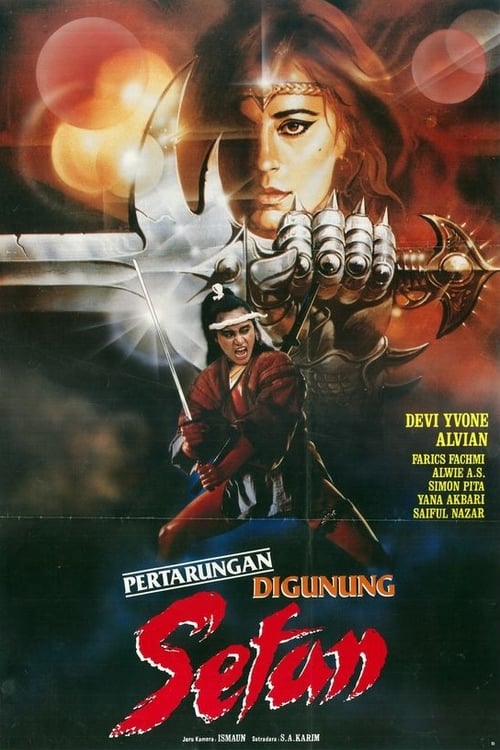 DEVI YVONE
ALVIAN
FARICS FACHMI
ALWIE A.S.
SIMON PITA
YANA AKBARI
SAIFUL NAZAR
PERTARUNGAN DIGUNUNG
Setan
Juru Kamera : ISMAUN Sutradara : S.A. KARIM